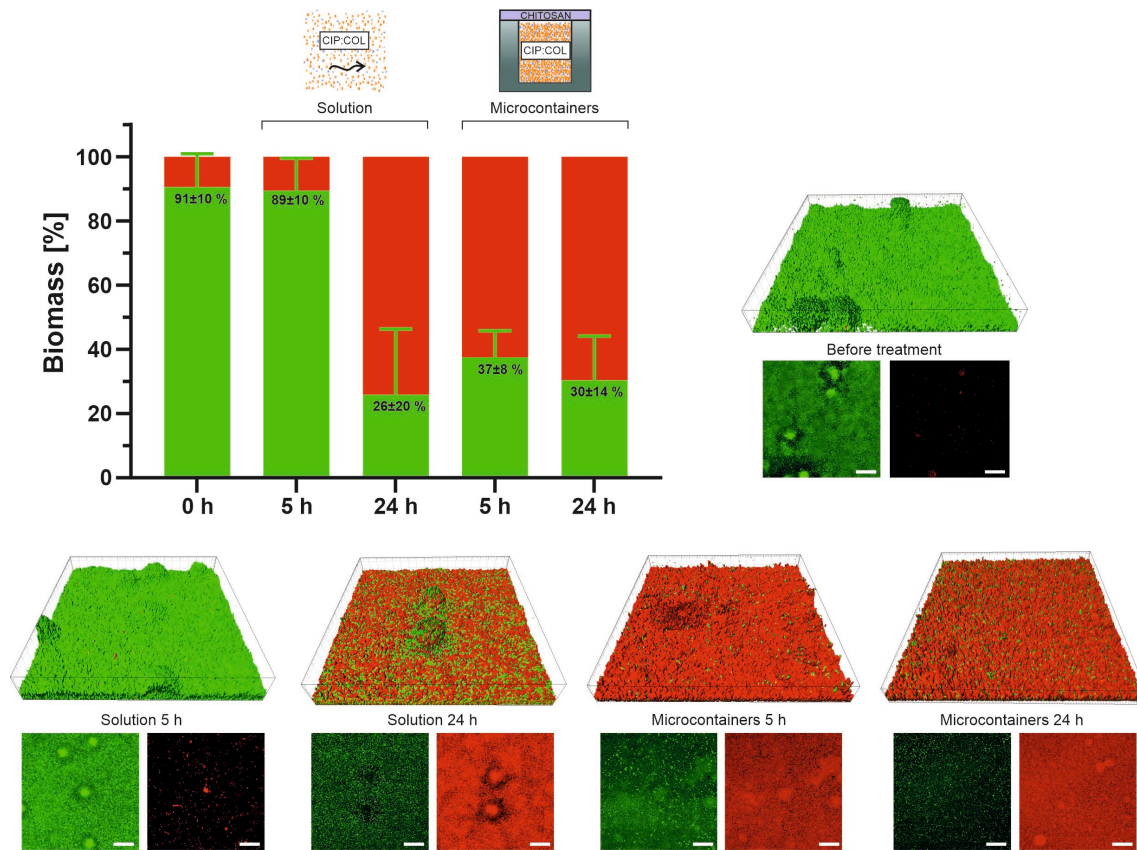 CHITOSAN
CIP:COL
CIP:COL
Solution
Microcontainers
Biomass [%]
100
80
60
40
20
0
91±10 %
89±10 %
26±20 %
37±8 %
30±14 %
0 h
5 h
24 h
5 h
24 h
Before treatment
Solution 5 h
Solution 24 h
Microcontainers 5 h
Microcontainers 24 h